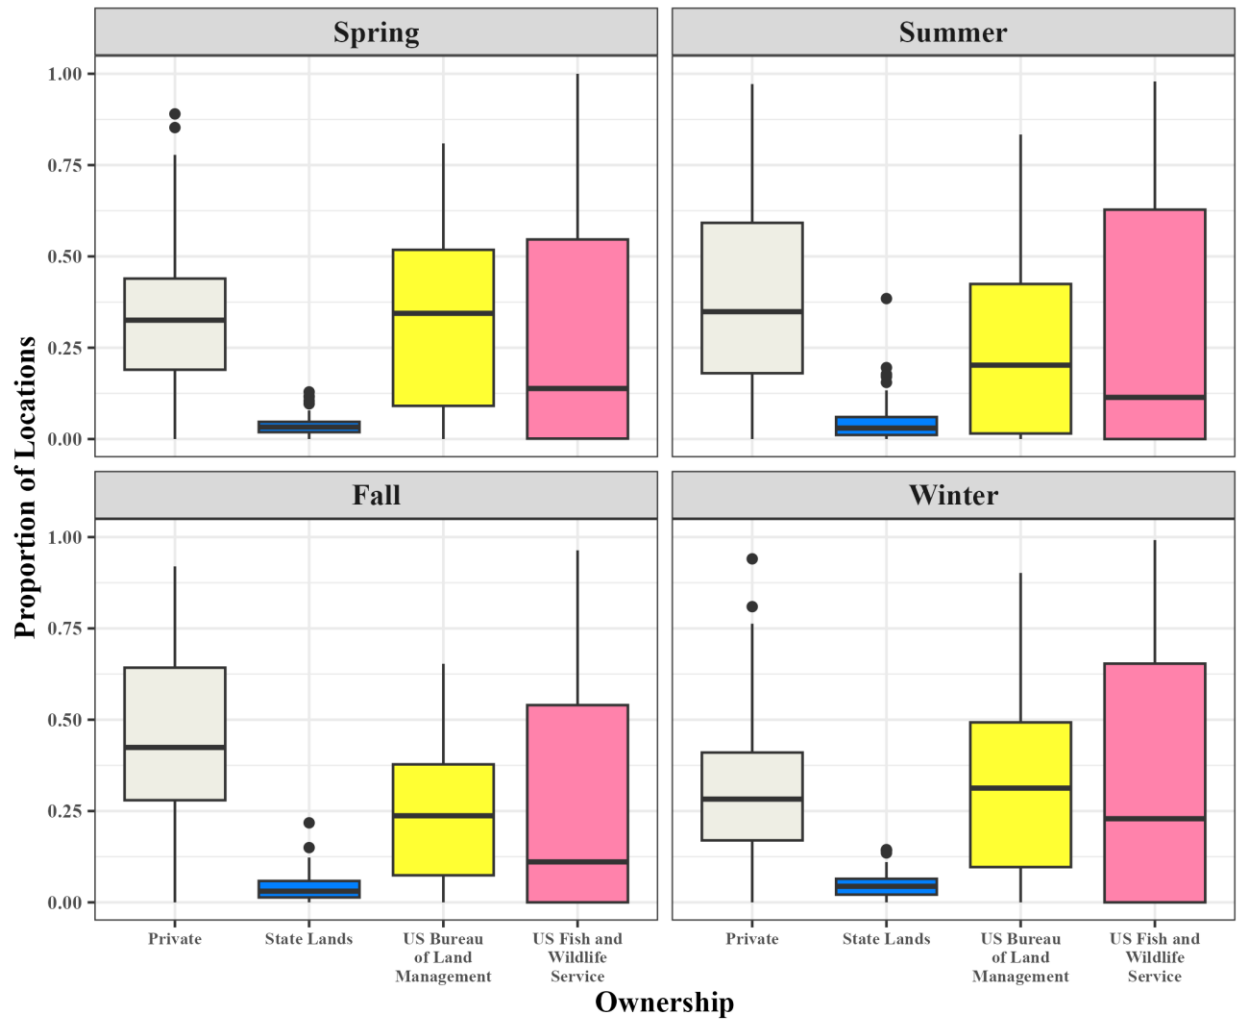 Spring
Summer
1.00
0.75
0.50
0.25
0.00
Fall
Winter
1.00
0.75
0.50
0.25
0.00
Proportion of Locations
Private
State Lands
US Bureau
of Land
Management
US Fish and
Wildlife
Service
Private
State Lands
US Bureau
of Land
Management
US Fish and
Wildlife
Service
Ownership